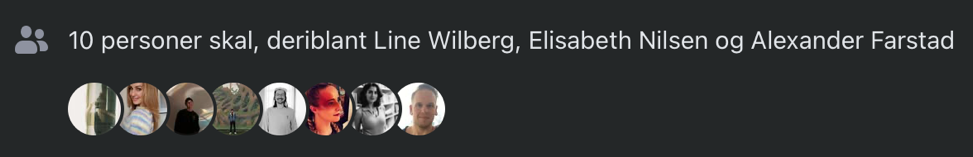 10 personer skal, deriblant Line Wilberg, Elisabeth Nilsen og Alexander Farstad